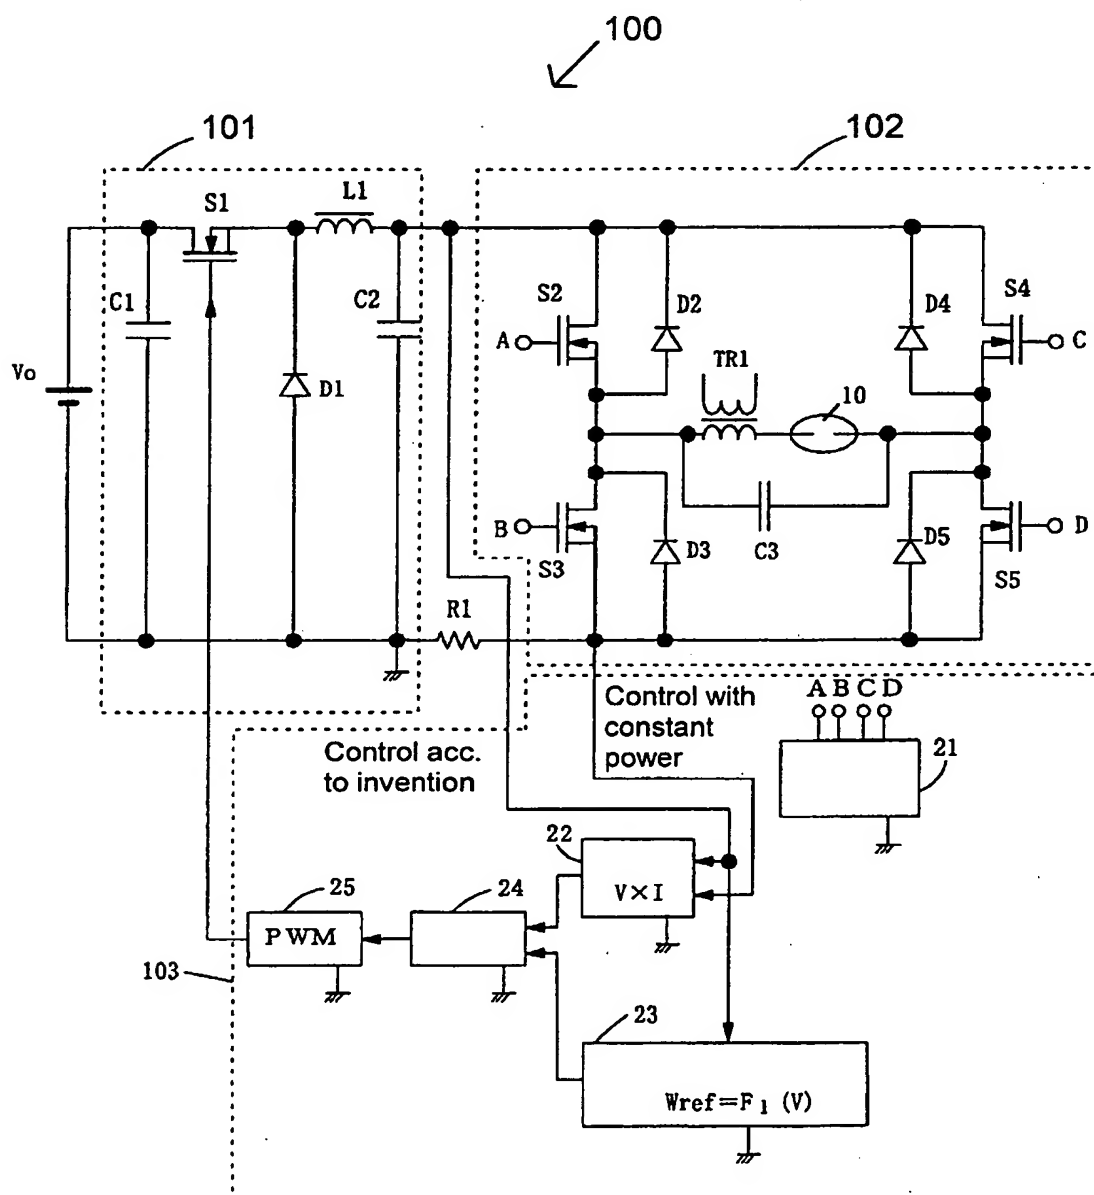 100
101
102
S1
L1
S2
D2
D4
S4
C1
C2
A
C
TR1
Vo
D1
10
B
D
S3
D3
C3
D5
S5
R1
A B C D
Control with
constant
power
Control acc.
to invention
21
22
V×I
25
24
PWM
103
23
Wref=F1 (V)